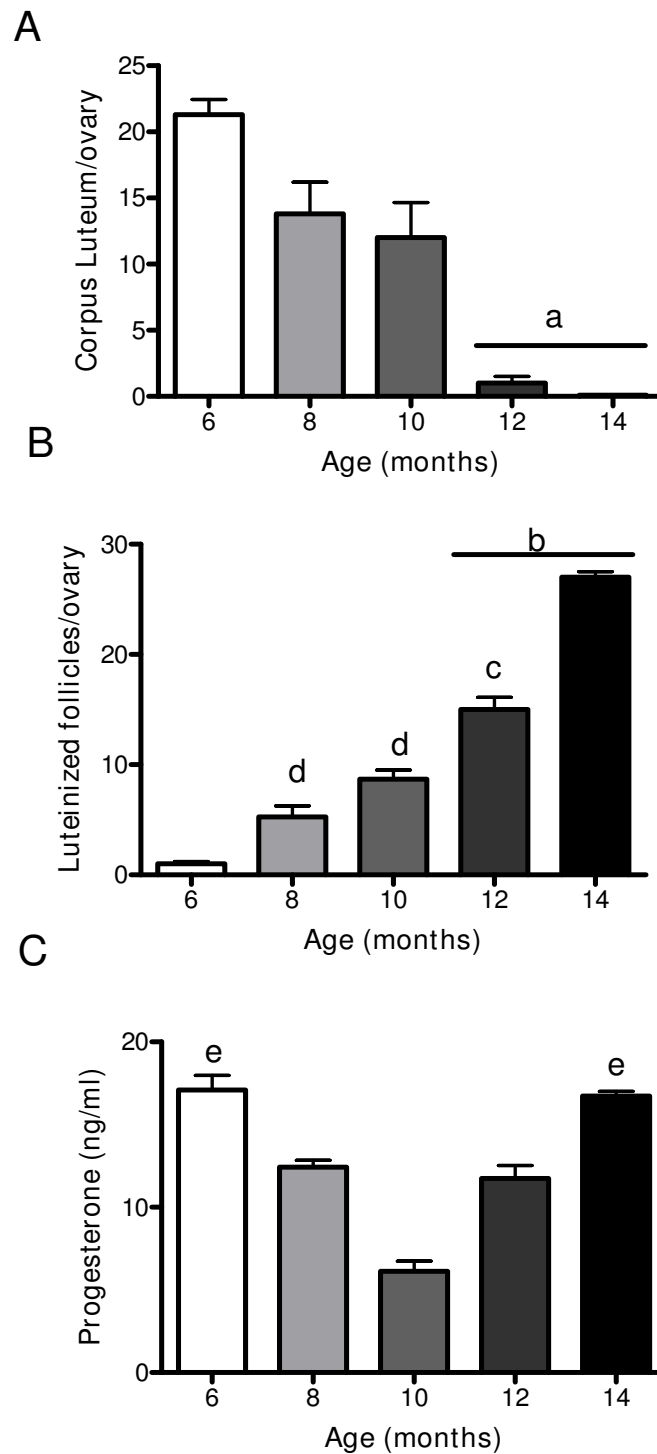 A
Corpus Luteum/ovary
25
20
15
10
5
0
a
6 8 10 12 14
Age (months)
B
Luteinized follicles/ovary
30
20
10
0
b
c
d d
6 8 10 12 14
Age (months)
C
Progesterone (ng/ml)
20
10
0
e e
6 8 10 12 14
Age (months)